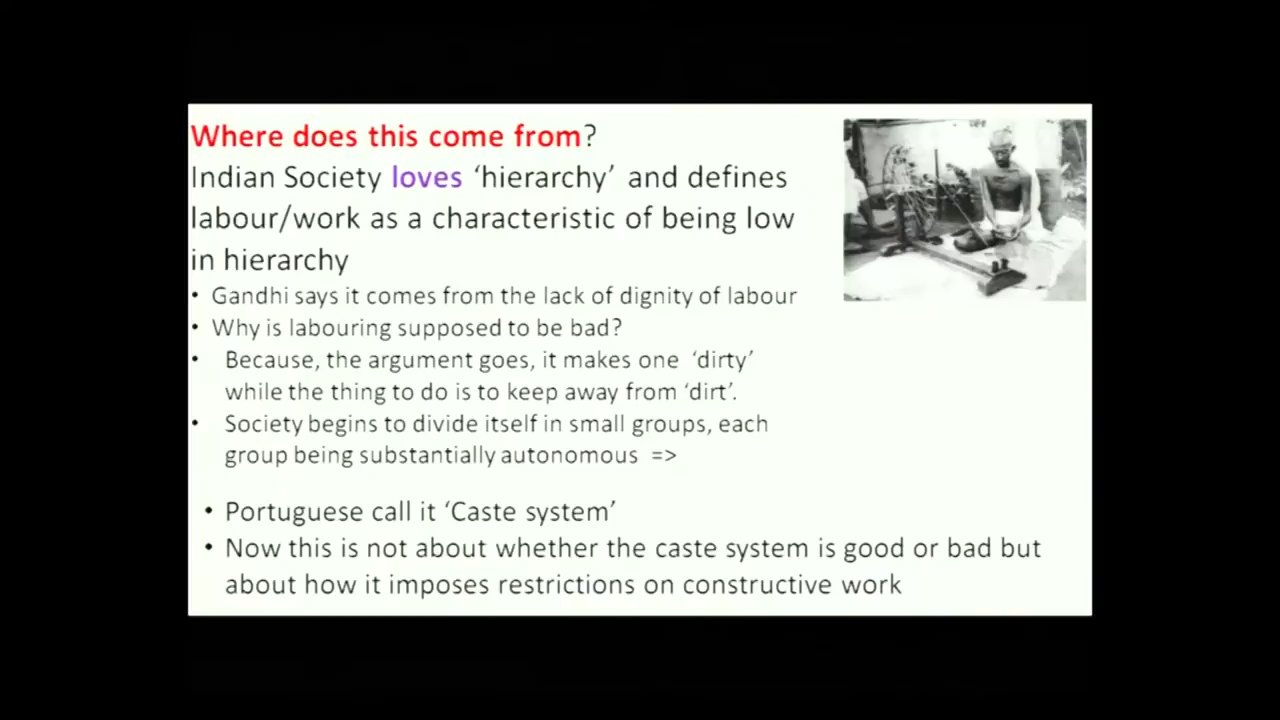 Where does this come from?
Indian Society loves ‘hierarchy’ and defines
labour/work as a characteristic of being low
in hierarchy
• Gandhi says it comes from the lack of dignity of labour
• Why is labouring supposed to be bad?
• Because, the argument goes, it makes one ‘dirty’
while the thing to do is to keep away from ‘dirt’.
• Society begins to divide itself in small groups, each
group being substantially autonomous =>
• Portuguese call it ‘Caste system’
• Now this is not about whether the caste system is good or bad but
about how it imposes restrictions on constructive work